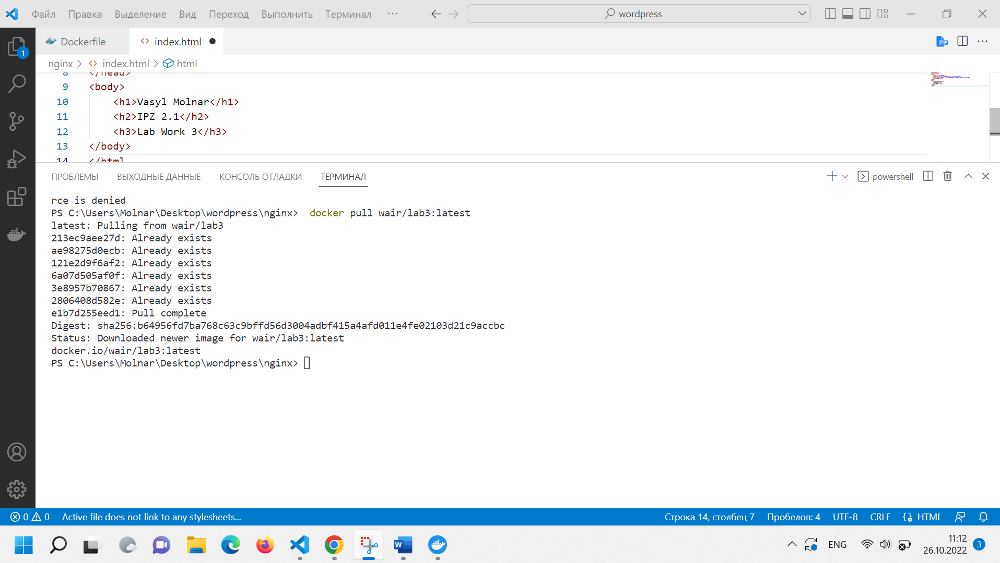 Файл Правка Выделение Вид Переход Выполнить Терминал ··· wordpress
Dockerfile index.html
nginx > index.html > html
8 </head>
9 <body>
10 <h1>Vasyl Molnar</h1>
11 <h2>IPZ 2.1</h2>
12 <h3>Lab Work 3</h3>
13 </body>
14 </html
ПРОБЛЕМЫ ВЫХОДНЫЕ ДАННЫЕ КОНСОЛЬ ОТЛАДКИ ТЕРМИНАЛ powershell
rce is denied
PS C:\Users\Molnar\Desktop\wordpress\nginx>  docker pull wair/lab3:latest
latest: Pulling from wair/lab3
213ec9aee27d: Already exists
ae98275d0ecb: Already exists
121e2d9f6af2: Already exists
6a07d505af0f: Already exists
3e8957b70867: Already exists
2806408d582e: Already exists
e1b7d255eed1: Pull complete
Digest: sha256:b64956fd7ba768c63c9bffd56d3004adbf415a4afd011e4fe02103d21c9accbc
Status: Downloaded newer image for wair/lab3:latest
docker.io/wair/lab3:latest
PS C:\Users\Molnar\Desktop\wordpress\nginx>
1
0 0 Active file does not link to any stylesheets... Строка 14, столбец 7 Пробелов: 4 UTF-8 CRLF HTML
ENG 11:12
26.10.2022 3